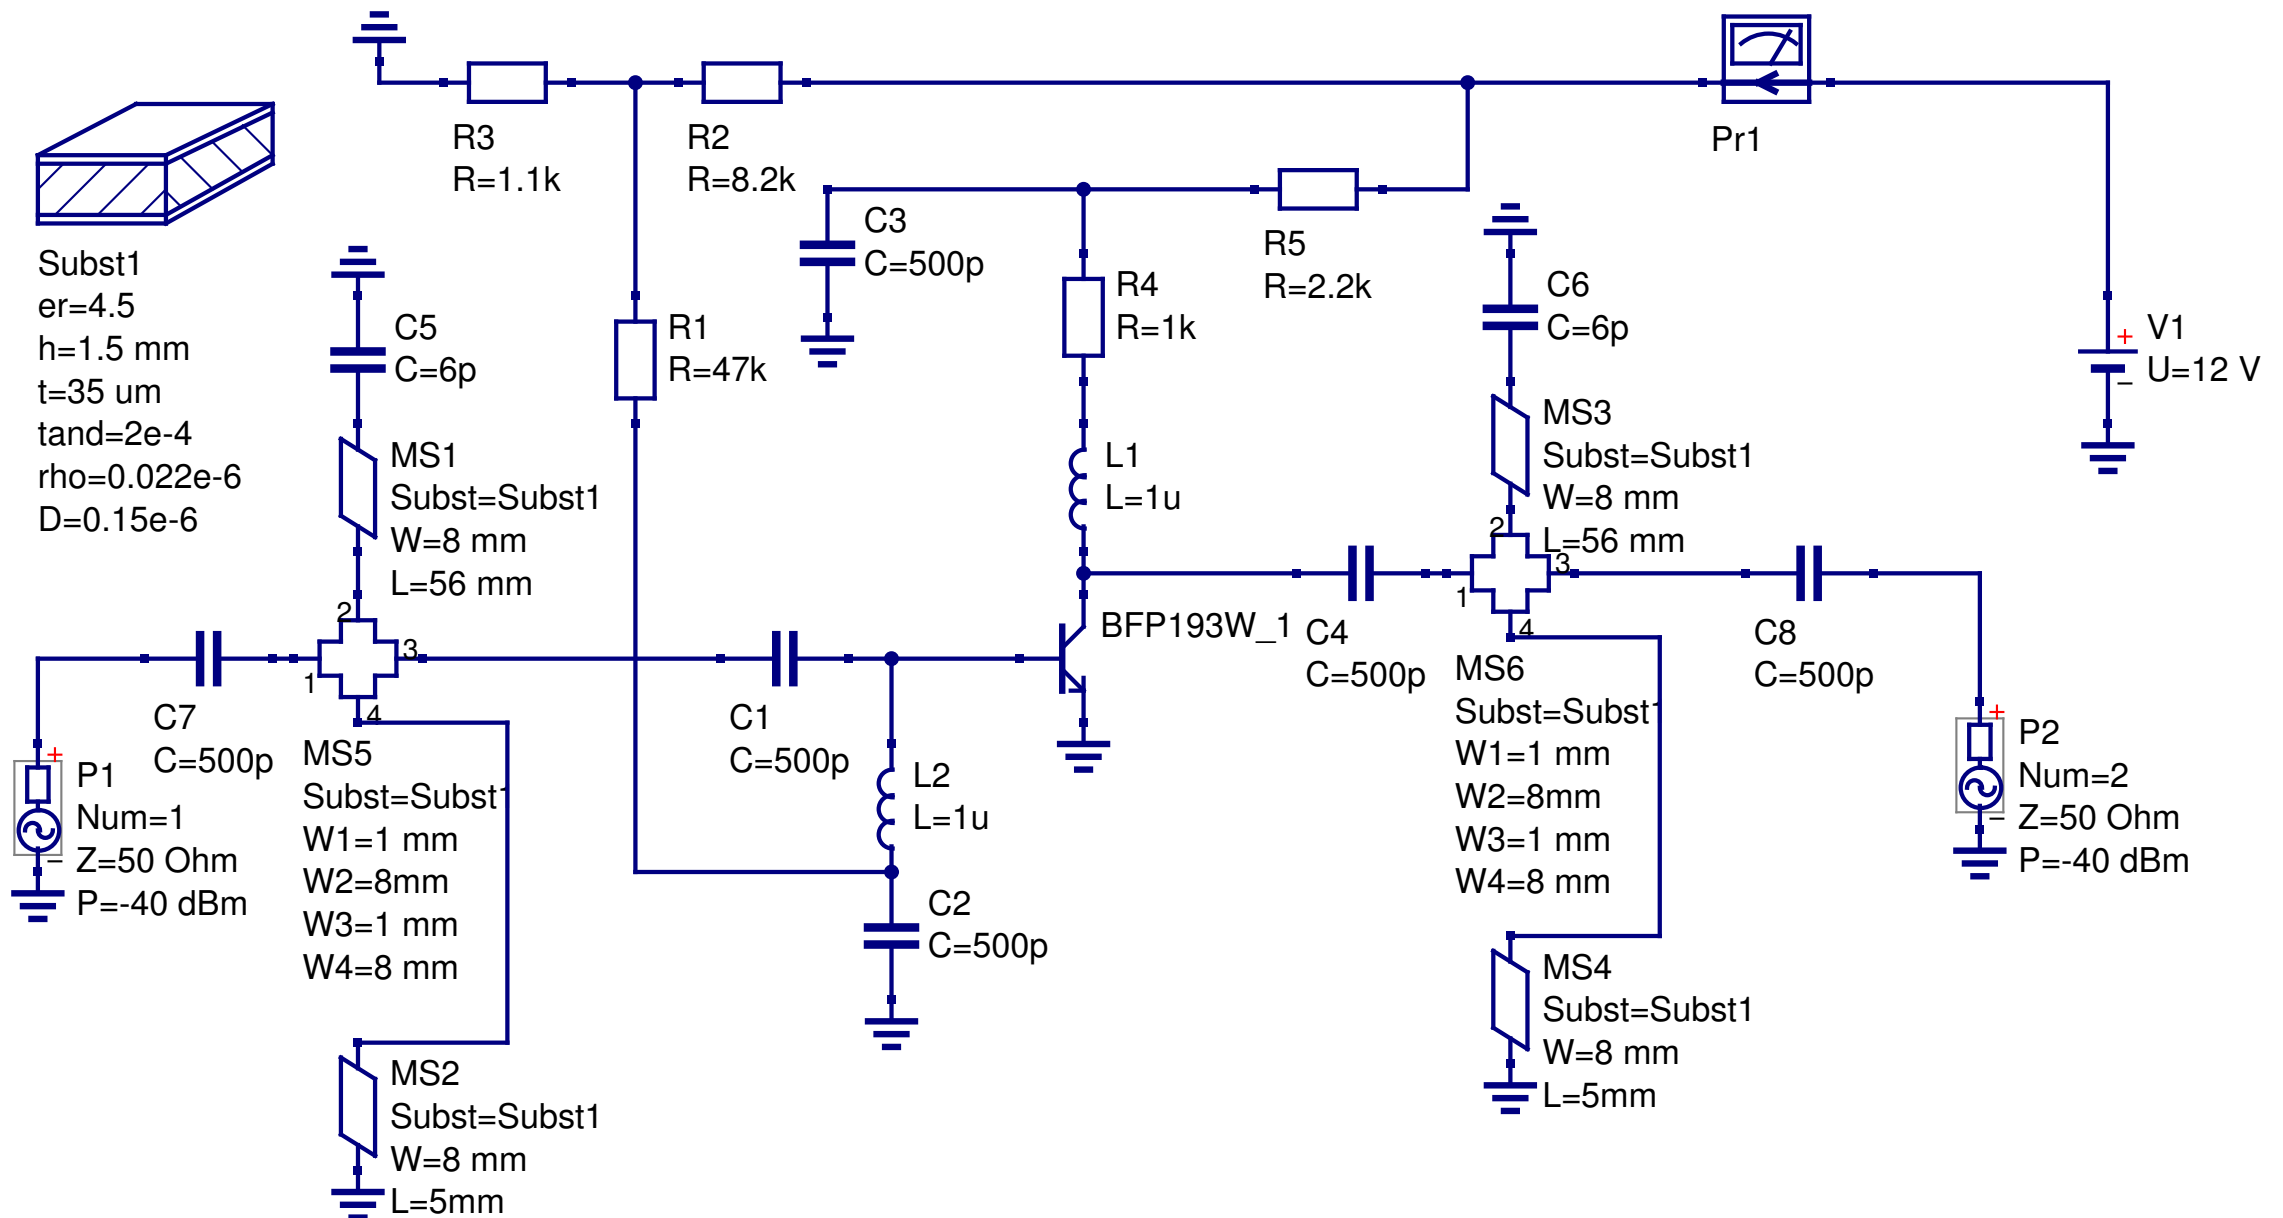 R3
R=1.1k
R2
R=8.2k
Pr1
Subst1
er=4.5
h=1.5 mm
t=35 um
tand=2e-4
rho=0.022e-6
D=0.15e-6
C5
C=6p
MS1
Subst=Subst1
W=8 mm
L=56 mm
R1
R=47k
C3
C=500p
R5
R=2.2k
R4
R=1k
L1
L=1u
C6
C=6p
MS3
Subst=Subst1
W=8 mm
L=56 mm
+
V1
U=12 V
−
2
3
1
4
2
3
1
4
BFP193W_1
C4
C=500p
C8
C=500p
C7
C=500p
+
P1
Num=1
Z=50 Ohm
−
P=-40 dBm
MS5
Subst=Subst1
W1=1 mm
W2=8mm
W3=1 mm
W4=8 mm
C1
C=500p
L2
L=1u
C2
C=500p
MS6
Subst=Subst1
W1=1 mm
W2=8mm
W3=1 mm
W4=8 mm
+
P2
Num=2
Z=50 Ohm
−
P=-40 dBm
MS2
Subst=Subst1
W=8 mm
L=5mm
MS4
Subst=Subst1
W=8 mm
L=5mm